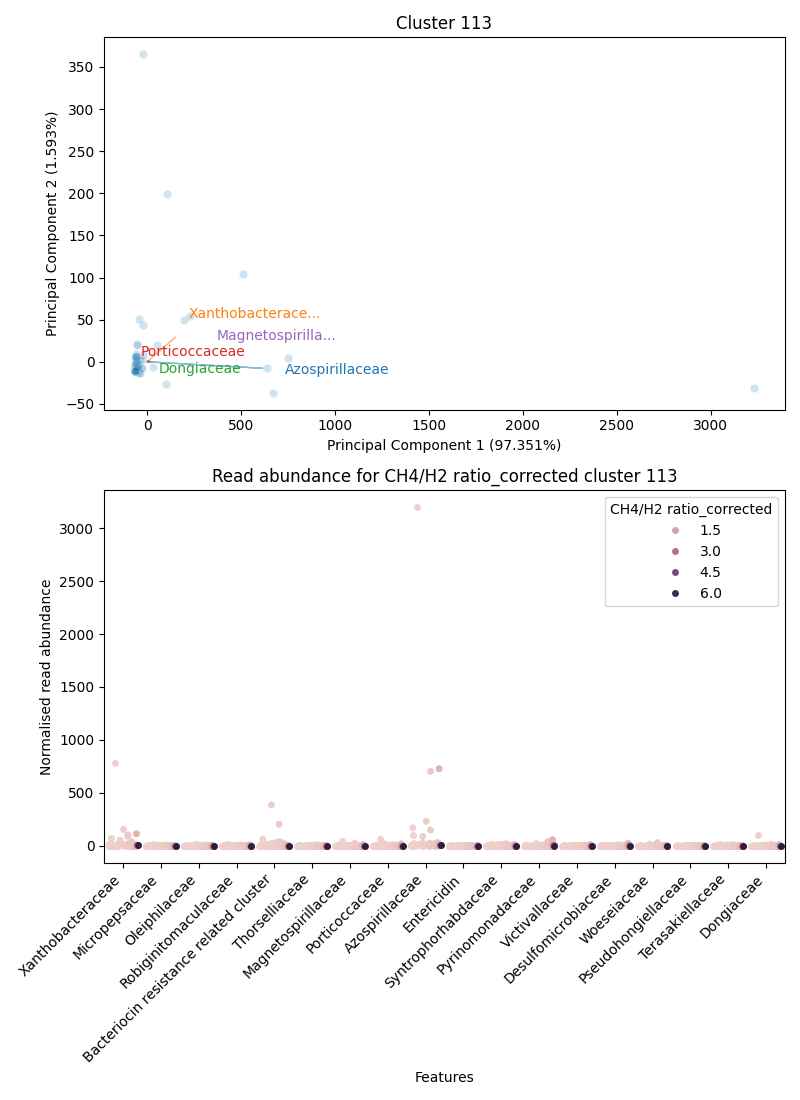 Cluster 113
Principal Component 2 (1.593%)
350
300
250
200
150
100
50
0
−50
Xanthobacterace...
Magnetospirilla...
Porticoccaceae
Dongiaceae
Azospirillaceae
0 500 1000 1500 2000 2500 3000
Principal Component 1 (97.351%)
Read abundance for CH4/H2 ratio_corrected cluster 113
Normalised read abundance
3000
2500
2000
1500
1000
500
0
CH4/H2 ratio_corrected
1.5
3.0
4.5
6.0
Xanthobacteraceae
Micropepsaceae
Oleiphilaceae
Robiginitomaculaceae
Bacteriocin resistance related cluster
Thorselliaceae
Magnetospirillaceae
Porticoccaceae
Azospirillaceae
Entericidin
Syntrophorhabdaceae
Pyrinomonadaceae
Victivallaceae
Desulfomicrobiaceae
Woeseiaceae
Pseudohongiellaceae
Terasakiellaceae
Dongiaceae
Features